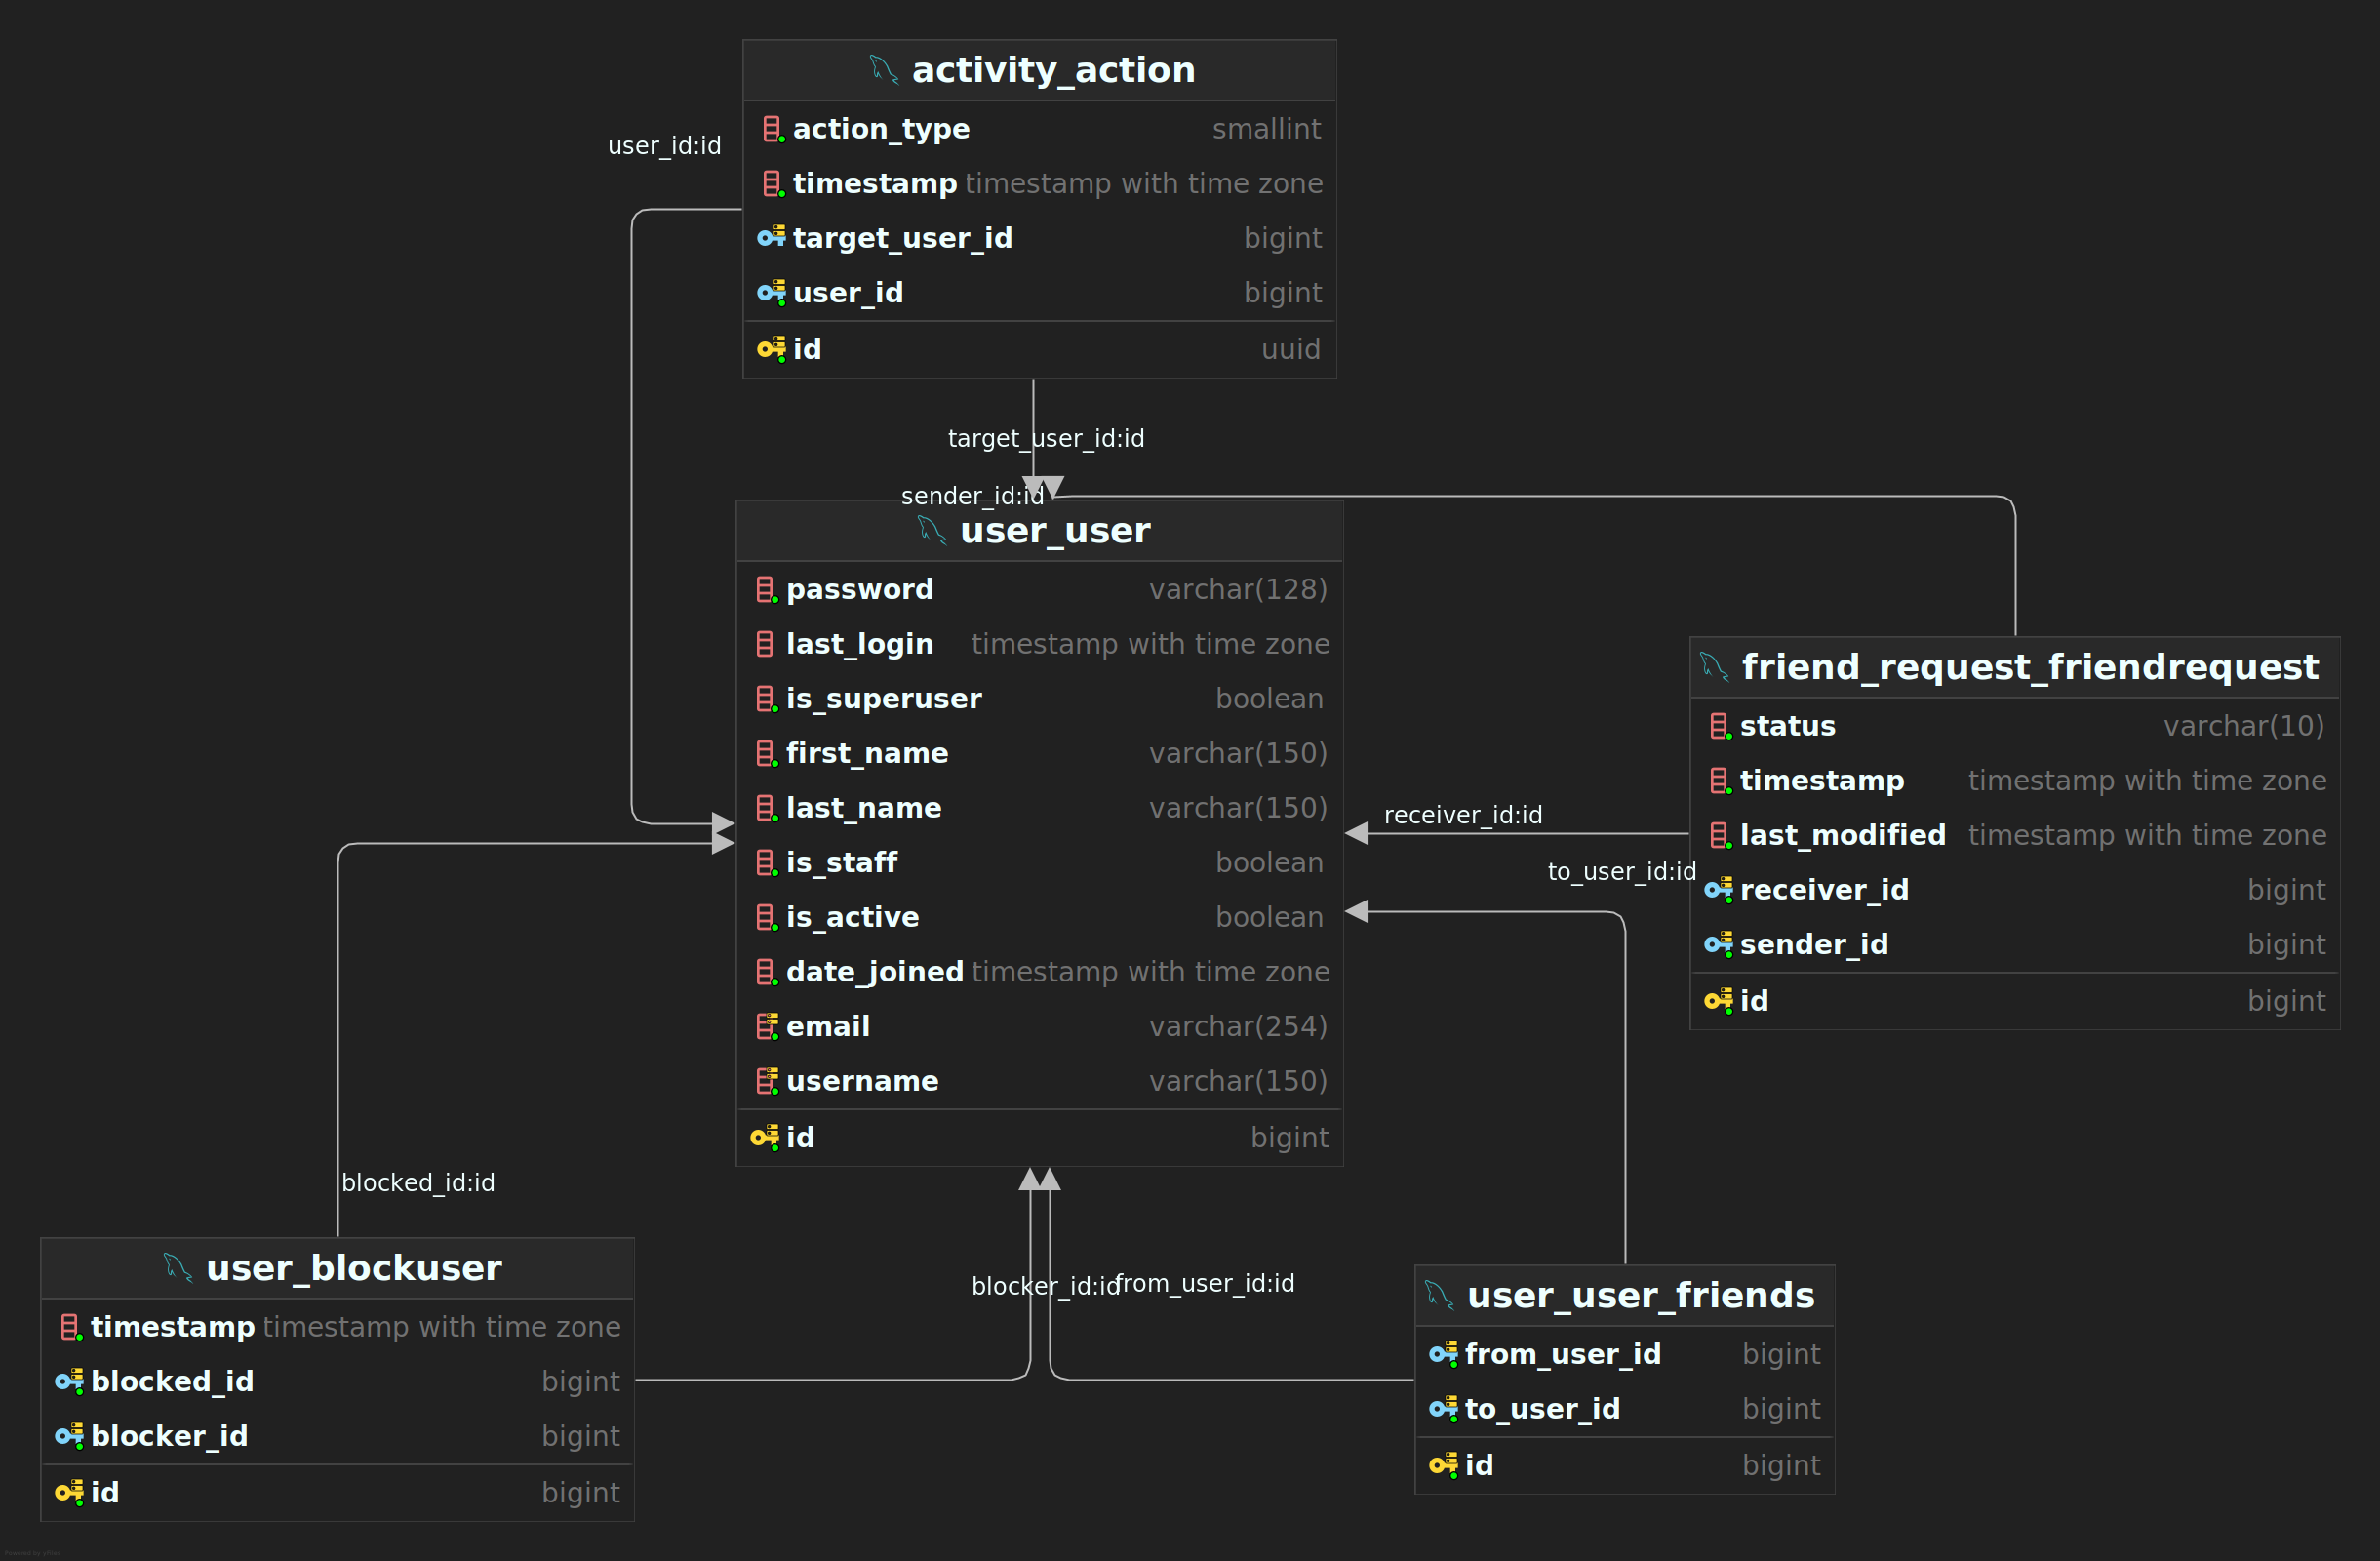 activity_action
action_type smallint
timestamp timestamp with time zone
target_user_id bigint
user_id bigint
id uuid
user_id:id
target_user_id:id
sender_id:id
user_user
password varchar(128)
last_login timestamp with time zone
is_superuser boolean
first_name varchar(150)
last_name varchar(150)
is_staff boolean
is_active boolean
date_joined timestamp with time zone
email varchar(254)
username varchar(150)
id bigint
friend_request_friendrequest
status varchar(10)
timestamp timestamp with time zone
last_modified timestamp with time zone
receiver_id bigint
sender_id bigint
id bigint
receiver_id:id
to_user_id:id
blocked_id:id
blocker_id:id
from_user_id:id
user_blockuser
timestamp timestamp with time zone
blocked_id bigint
blocker_id bigint
id bigint
user_user_friends
from_user_id bigint
to_user_id bigint
id bigint